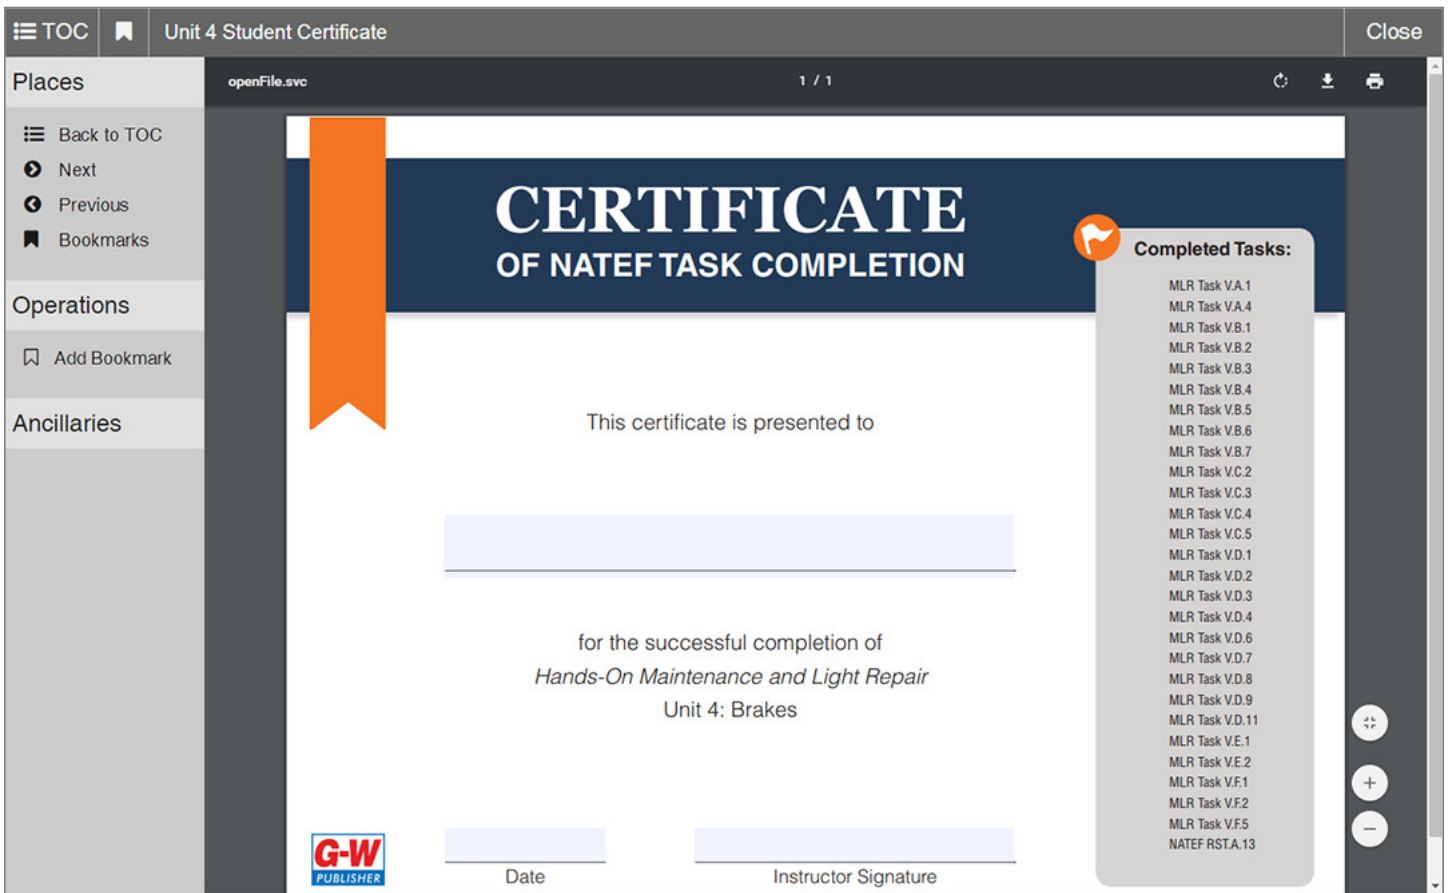 TOC
Unit 4 Student Certificate
Close
Places
Back to TOC
Next
Previous
Bookmarks
Operations
Add Bookmark
Ancillaries
openFile.svc
1 / 1
CERTIFICATE
OF NATEF TASK COMPLETION
This certificate is presented to
for the successful completion of
Hands-On Maintenance and Light Repair
Unit 4: Brakes
G-W
PUBLISHER
Date
Instructor Signature
Completed Tasks:
MLR Task V.A.1
MLR Task V.A.4
MLR Task V.B.1
MLR Task V.B.2
MLR Task V.B.3
MLR Task V.B.4
MLR Task V.B.5
MLR Task V.B.6
MLR Task V.B.7
MLR Task V.C.2
MLR Task V.C.3
MLR Task V.C.4
MLR Task V.C.5
MLR Task V.D.1
MLR Task V.D.2
MLR Task V.D.3
MLR Task V.D.4
MLR Task V.D.6
MLR Task V.D.7
MLR Task V.D.8
MLR Task V.D.9
MLR Task V.D.11
MLR Task V.E.1
MLR Task V.E.2
MLR Task V.F.1
MLR Task V.F.2
MLR Task V.F.5
NATEF RST.A.13